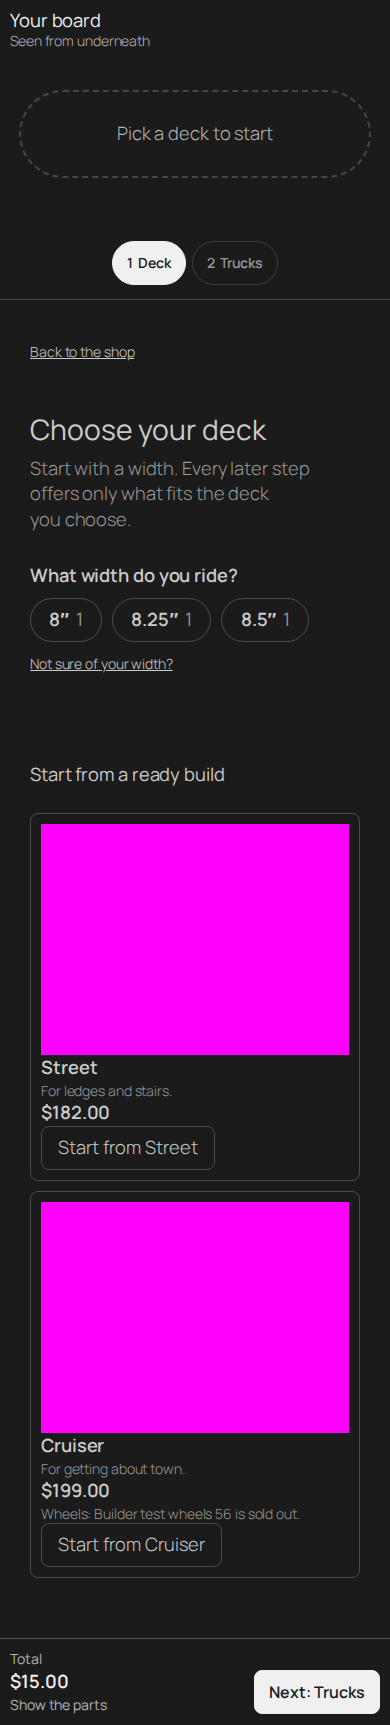 Your board
Seen from underneath
Pick a deck to start
1 Deck
2 Trucks
Back to the shop
Choose your deck
Start with a width. Every later step
offers only what fits the deck
you choose.
What width do you ride?
8″ 1
8.25″ 1
8.5″ 1
Not sure of your width?
Start from a ready build
Street
For ledges and stairs.
$182.00
Start from Street
Cruiser
For getting about town.
$199.00
Wheels: Builder test wheels 56 is sold out.
Start from Cruiser
Total
$15.00
Show the parts
Next: Trucks